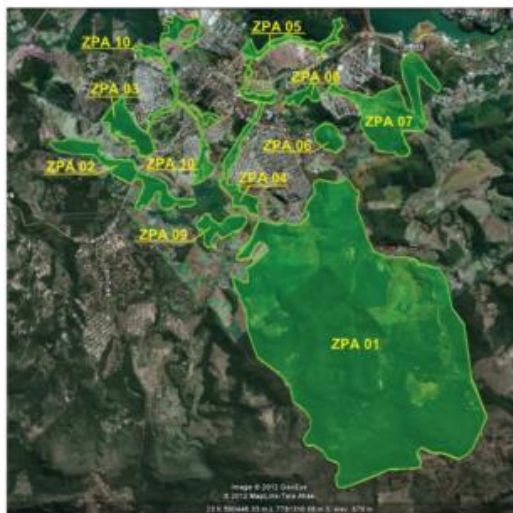 ZPA 05
ZPA 10
ZPA 03
ZPA 08
ZPA 07
ZPA 06
ZPA 10
ZPA 02
ZPA 04
ZPA 09
ZPA 01
Image © 2012 GeoEye
© 2012 MapLink/Tele Atlas